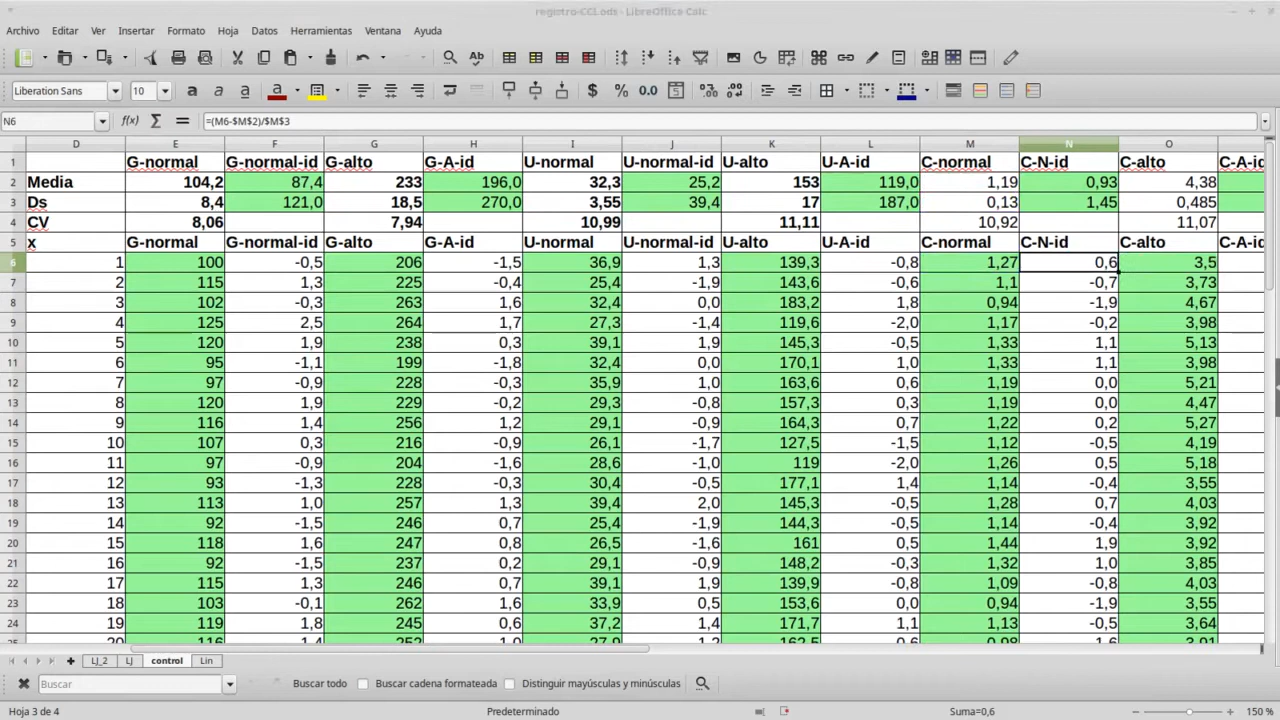 registro-CCl.ods - LibreOffice Calc
Archivo Editar Ver Insertar Formato Hoja Datos Herramientas Ventana Ayuda
Liberation Sans 10 a a a a $ % 0.0
N6 f(x) Σ = =(M6-$M$2)/$M$3
D E F G H I J K L M N O
1 G-normal G-normal-id G-alto G-A-id U-normal U-normal-id U-alto U-A-id C-normal C-N-id C-alto C-A-id
2 Media 104,2 87,4 233 196,0 32,3 25,2 153 119,0 1,19 0,93 4,38
3 Ds 8,4 121,0 18,5 270,0 3,55 39,4 17 187,0 0,13 1,45 0,485
4 CV 8,06 7,94 10,99 11,11 10,92 11,07
5 x G-normal G-normal-id G-alto G-A-id U-normal U-normal-id U-alto U-A-id C-normal C-N-id C-alto C-A-id
6 1 100 -0,5 206 -1,5 36,9 1,3 139,3 -0,8 1,27 0,6 3,5
7 2 115 1,3 225 -0,4 25,4 -1,9 143,6 -0,6 1,1 -0,7 3,73
8 3 102 -0,3 263 1,6 32,4 0,0 183,2 1,8 0,94 -1,9 4,67
9 4 125 2,5 264 1,7 27,3 -1,4 119,6 -2,0 1,17 -0,2 3,98
10 5 120 1,9 238 0,3 39,1 1,9 145,3 -0,5 1,33 1,1 5,13
11 6 95 -1,1 199 -1,8 32,4 0,0 170,1 1,0 1,33 1,1 3,98
12 7 97 -0,9 228 -0,3 35,9 1,0 163,6 0,6 1,19 0,0 5,21
13 8 120 1,9 229 -0,2 29,3 -0,8 157,3 0,3 1,19 0,0 4,47
14 9 116 1,4 256 1,2 29,1 -0,9 164,3 0,7 1,22 0,2 5,27
15 10 107 0,3 216 -0,9 26,1 -1,7 127,5 -1,5 1,12 -0,5 4,19
16 11 97 -0,9 204 -1,6 28,6 -1,0 119 -2,0 1,26 0,5 5,18
17 12 93 -1,3 228 -0,3 30,4 -0,5 177,1 1,4 1,14 -0,4 3,55
18 13 113 1,0 257 1,3 39,4 2,0 145,3 -0,5 1,28 0,7 4,03
19 14 92 -1,5 246 0,7 25,4 -1,9 144,3 -0,5 1,14 -0,4 3,92
20 15 118 1,6 247 0,8 26,5 -1,6 161 0,5 1,44 1,9 3,92
21 16 92 -1,5 237 0,2 29,1 -0,9 148,2 -0,3 1,32 1,0 3,85
22 17 115 1,3 246 0,7 39,1 1,9 139,9 -0,8 1,09 -0,8 4,03
23 18 103 -0,1 262 1,6 33,9 0,5 153,6 0,0 0,94 -1,9 3,55
24 19 119 1,8 245 0,6 37,2 1,4 171,7 1,1 1,13 -0,5 3,64
20 116 1,4 252 1,0 27,9 -1,2 162,5 0,6 0,98 -1,6 3,91
LJ_2 LJ control Lin
Buscar Buscar todo Buscar cadena formateada Distinguir mayúsculas y minúsculas
Hoja 3 de 4 Predeterminado Suma=0,6 150 %